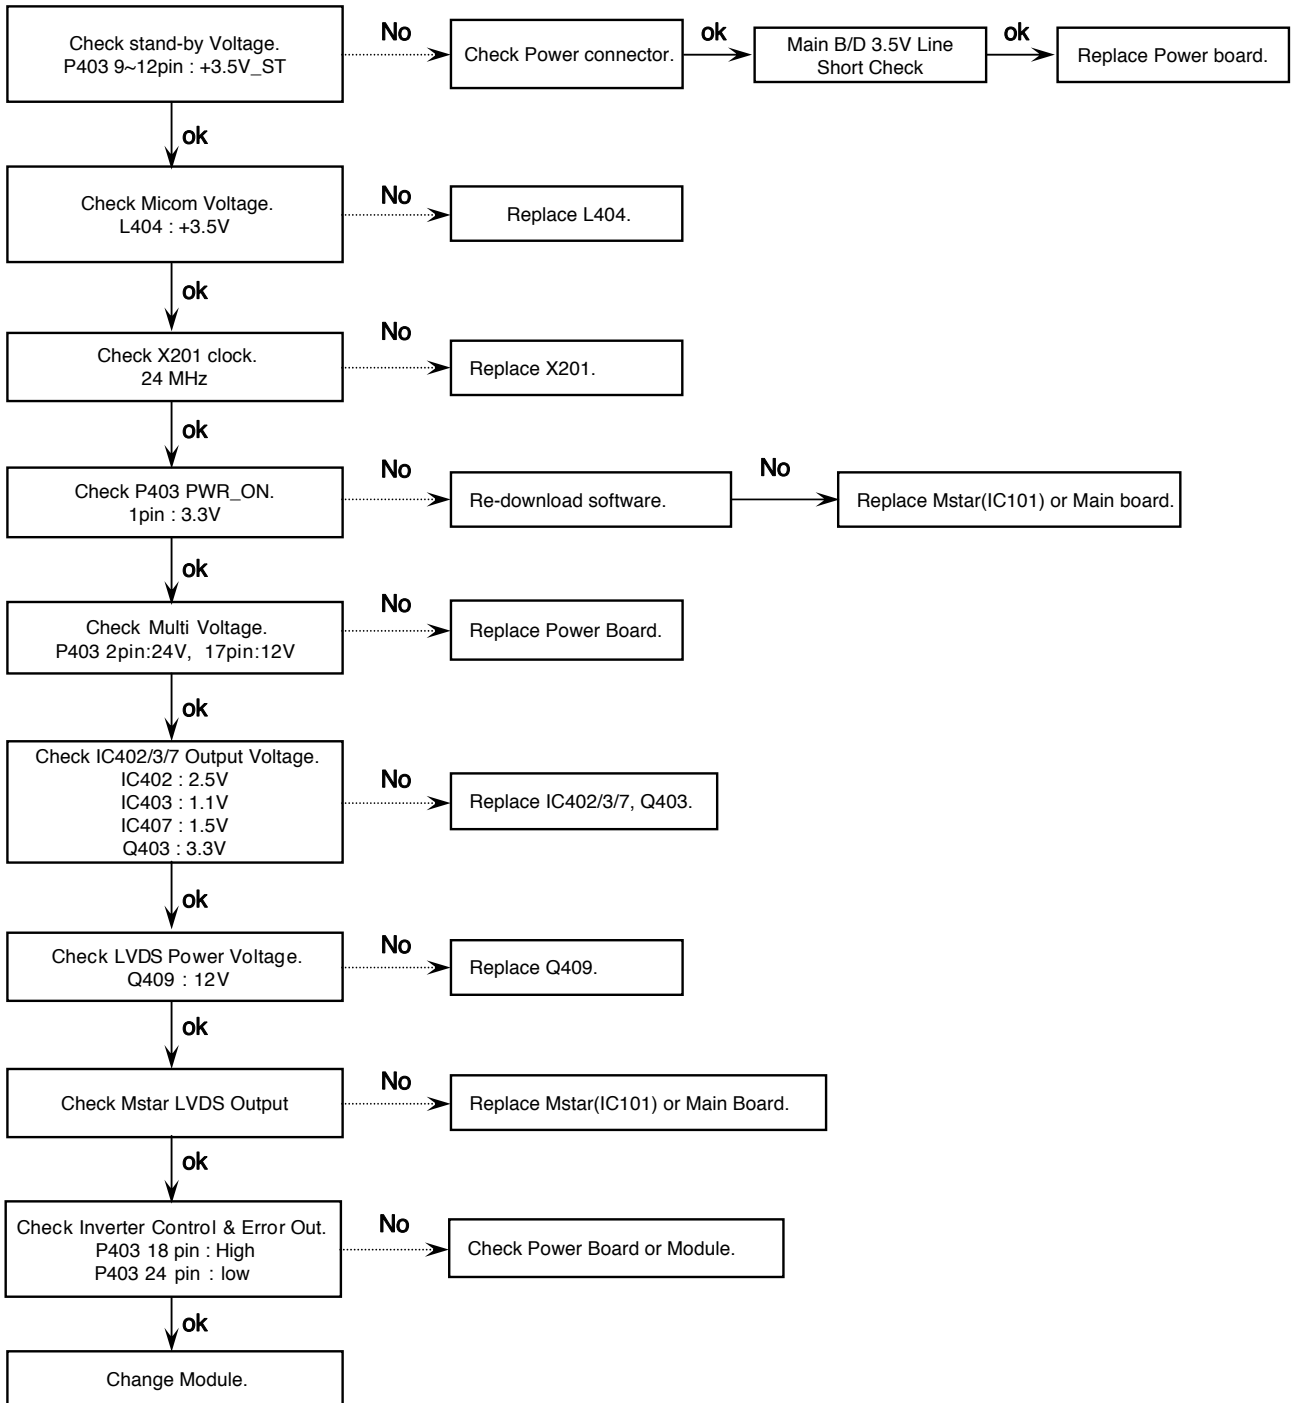 Check stand-by Voltage.
P403 9~12pin : +3.5V_ST
No
Check Power connector.
ok
Main B/D 3.5V Line
Short Check
ok
Replace Power board.
ok
Check Micom Voltage.
L404 : +3.5V
No
Replace L404.
ok
Check X201 clock.
24 MHz
No
Replace X201.
ok
Check P403 PWR_ON.
1pin : 3.3V
No
Re-download software.
No
Replace Mstar(IC101) or Main board.
ok
Check Multi Voltage.
P403 2pin:24V, 17pin:12V
No
Replace Power Board.
ok
Check IC402/3/7 Output Voltage.
IC402 : 2.5V
IC403 : 1.1V
IC407 : 1.5V
Q403 : 3.3V
No
Replace IC402/3/7, Q403.
ok
Check LVDS Power Voltage.
Q409 : 12V
No
Replace Q409.
ok
Check Mstar LVDS Output
No
Replace Mstar(IC101) or Main Board.
ok
Check Inverter Control & Error Out.
P403 18 pin : High
P403 24 pin : low
No
Check Power Board or Module.
ok
Change Module.